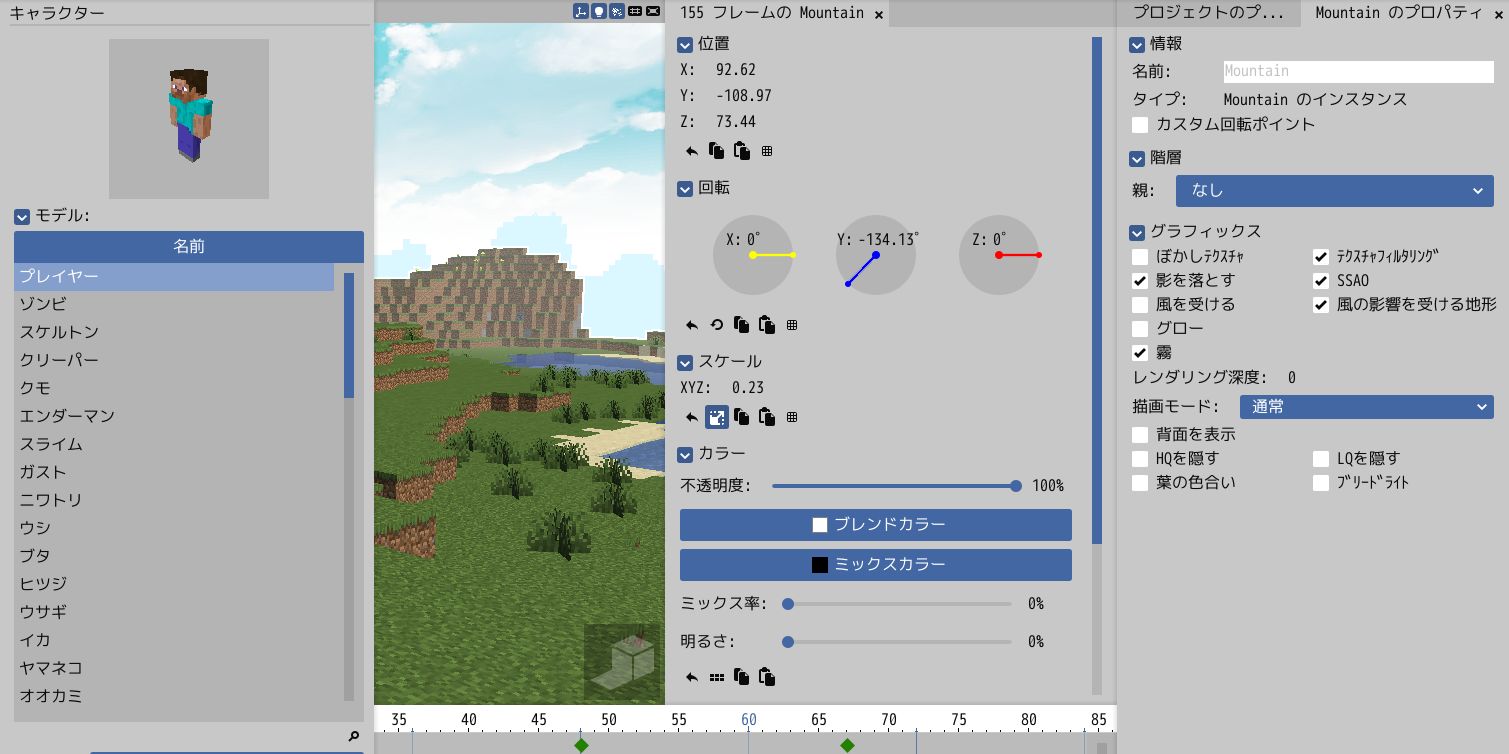 キャラクター
モデル:
名前
プレイヤー
ゾンビ
スケルトン
クリーパー
クモ
エンダーマン
スライム
ガスト
ニワトリ
ウシ
ブタ
ヒツジ
ウサギ
イカ
ヤマネコ
オオカミ
35 40 45 50 55 60 65 70 75 80 85
155 フレームの Mountain ×
位置
X: 92.62
Y: -108.97
Z: 73.44
回転
X: 0° Y: -134.13° Z: 0°
スケール
XYZ: 0.23
カラー
不透明度: 100%
ブレンドカラー
ミックスカラー
ミックス率: 0%
明るさ: 0%
プロジェクトのプ... Mountain のプロパティ ×
情報
名前: Mountain
タイプ: Mountain のインスタンス
カスタム回転ポイント
階層
親: なし
グラフィックス
ぼかしﾃｸｽﾁｬ ﾃｸｽﾁｬﾌｨﾙﾀﾘﾝｸﾞ
影を落とす SSAO
風を受ける 風の影響を受ける地形
グロー
霧
レンダリング深度: 0
描画モード: 通常
背面を表示
HQを隠す LQを隠す
葉の色合い ﾌﾞﾘｰﾄﾞﾗｲﾄ